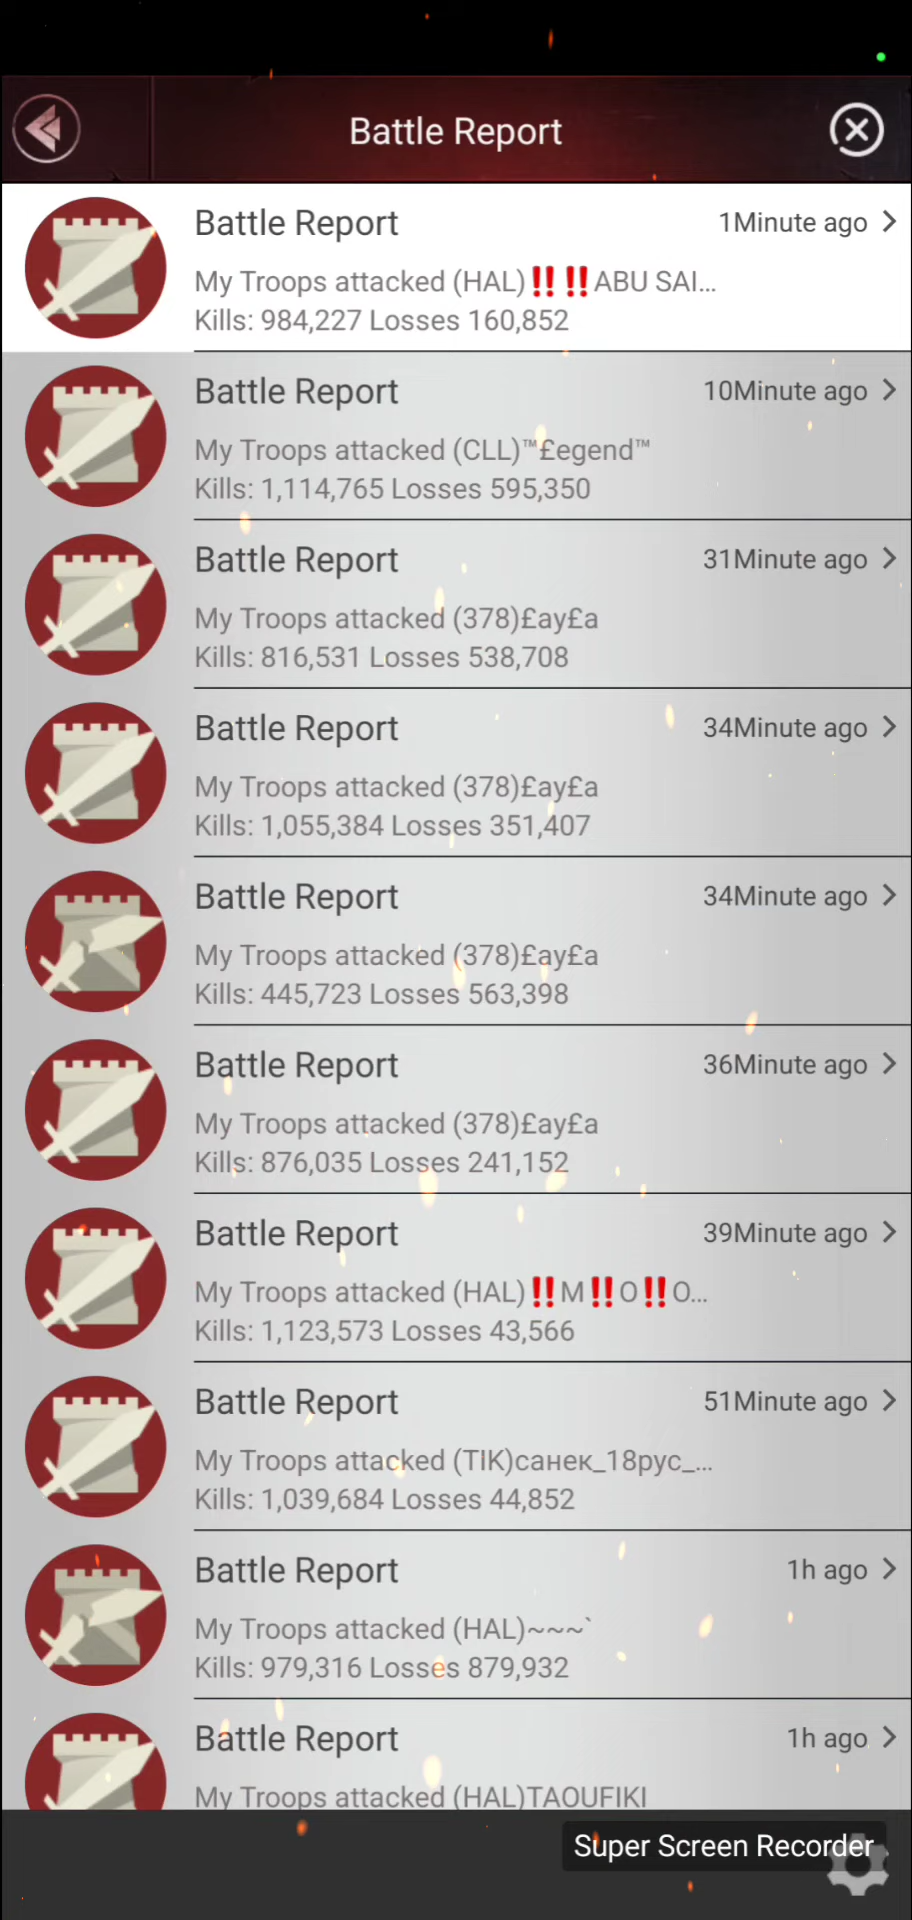 Battle Report
Battle Report
1Minute ago
My Troops attacked (HAL)‼️‼️ABU SAI...
Kills: 984,227 Losses 160,852
Battle Report
10Minute ago
My Troops attacked (CLL)™£egend™
Kills: 1,114,765 Losses 595,350
Battle Report
31Minute ago
My Troops attacked (378)£ay£a
Kills: 816,531 Losses 538,708
Battle Report
34Minute ago
My Troops attacked (378)£ay£a
Kills: 1,055,384 Losses 351,407
Battle Report
34Minute ago
My Troops attacked (378)£ay£a
Kills: 445,723 Losses 563,398
Battle Report
36Minute ago
My Troops attacked (378)£ay£a
Kills: 876,035 Losses 241,152
Battle Report
39Minute ago
My Troops attacked (HAL)‼️M‼️O‼️O...
Kills: 1,123,573 Losses 43,566
Battle Report
51Minute ago
My Troops attacked (TIK)санек_18рус_...
Kills: 1,039,684 Losses 44,852
Battle Report
1h ago
My Troops attacked (HAL)~~~`
Kills: 979,316 Losses 879,932
Battle Report
1h ago
My Troops attacked (HAL)TAOUFIKI
Super Screen Recorder